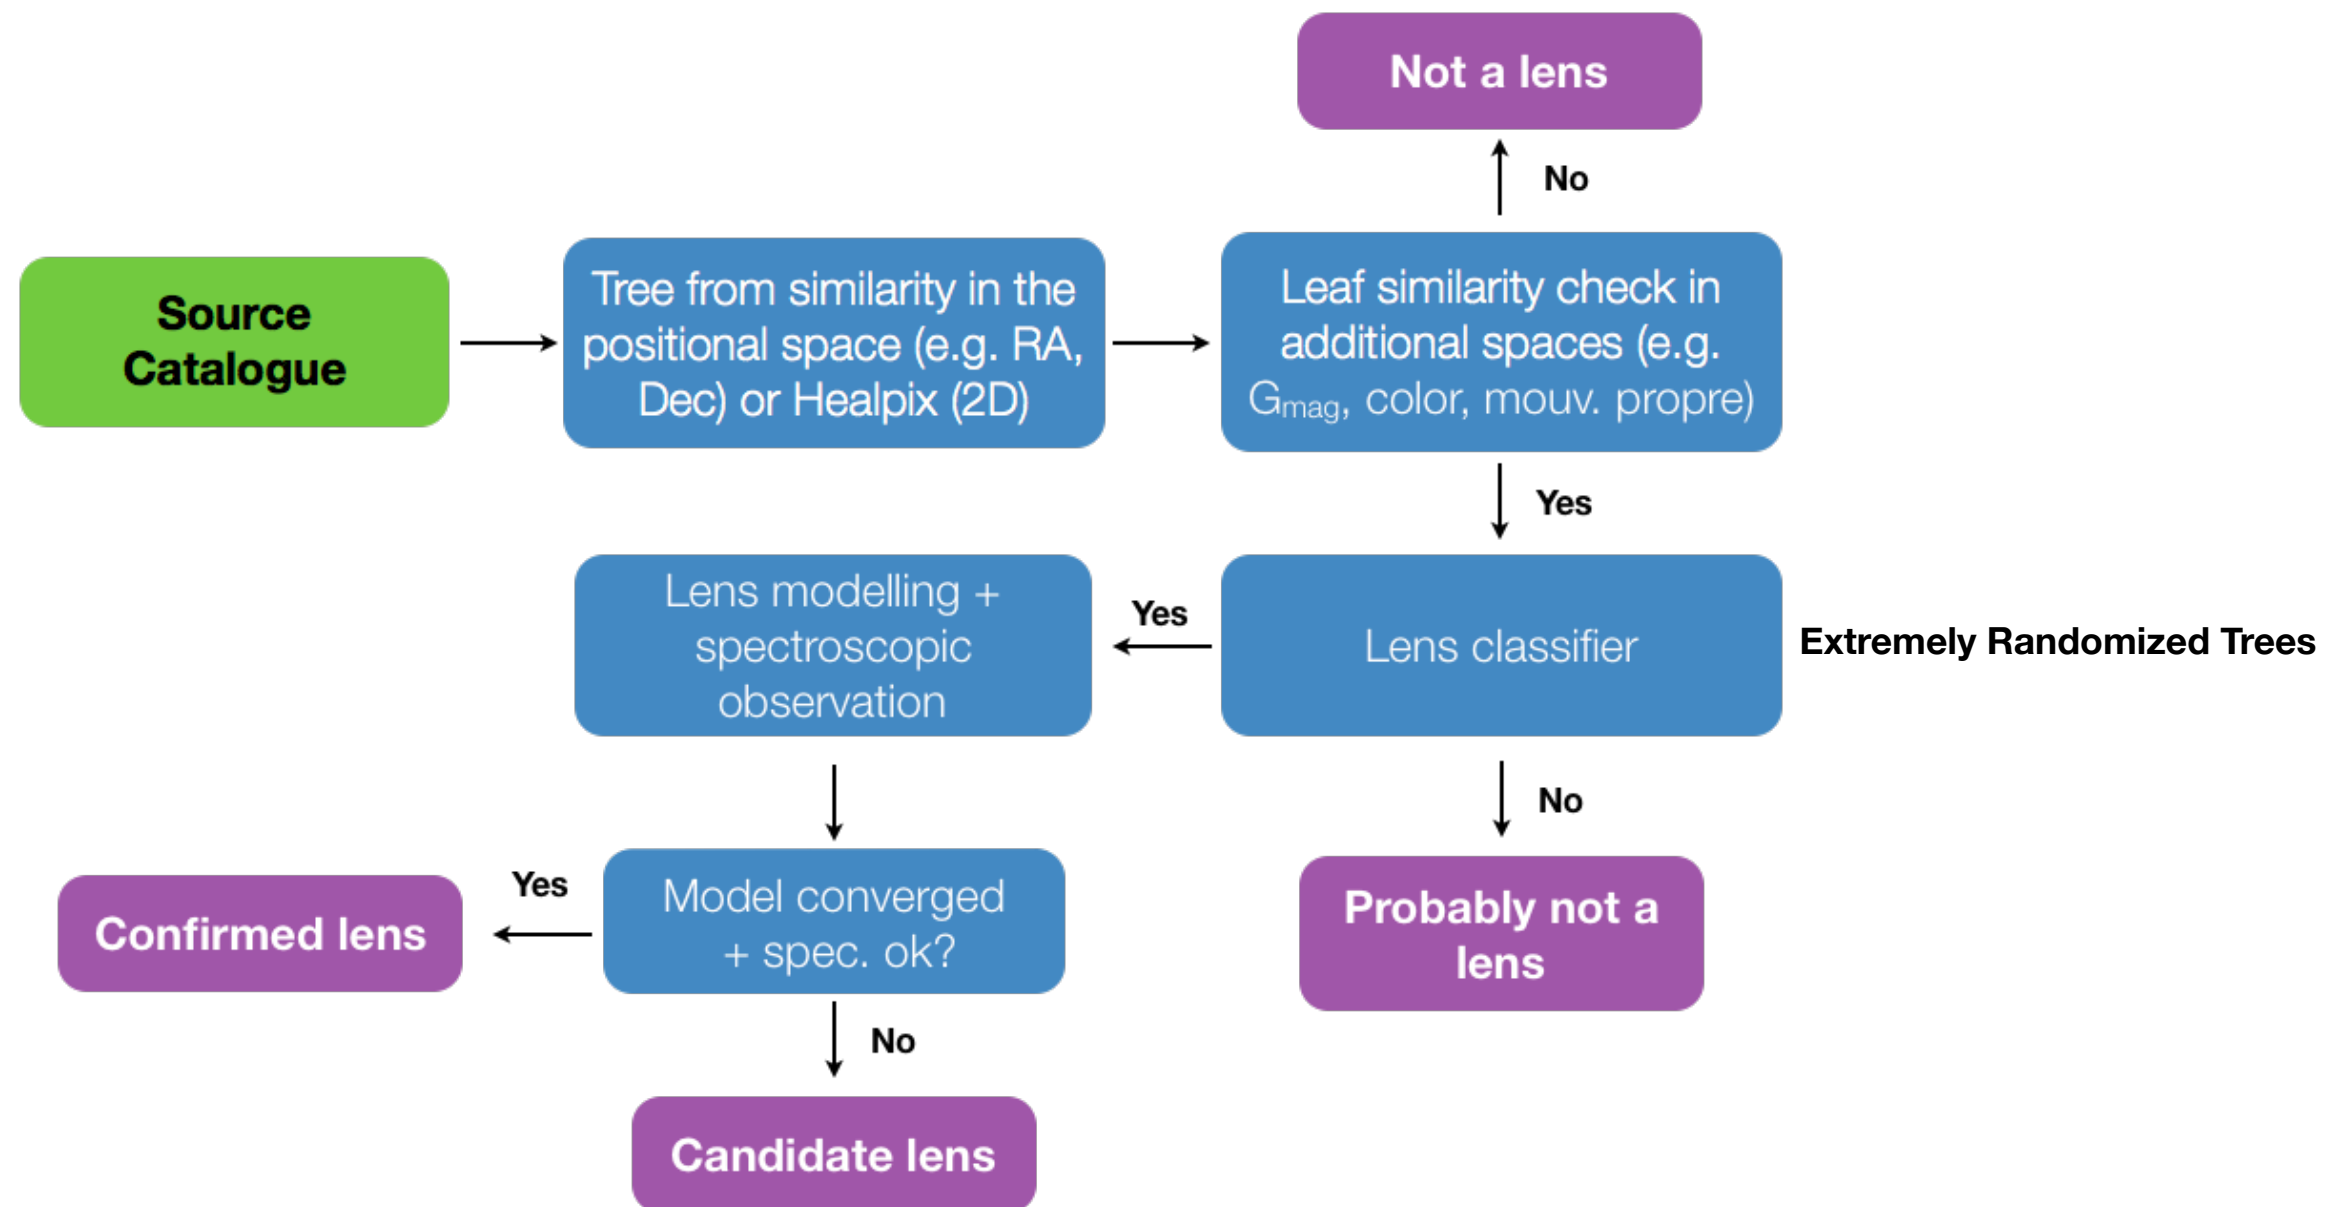 Not a lens
No
Source
Catalogue
Tree from similarity in the
positional space (e.g. RA,
Dec) or Healpix (2D)
Leaf similarity check in
additional spaces (e.g.
Gmag, color, mouv. propre)
Yes
Lens modelling +
spectroscopic
observation
Yes
Lens classifier
Extremely Randomized Trees
No
Confirmed lens
Yes
Model converged
+ spec. ok?
Probably not a
lens
No
Candidate lens